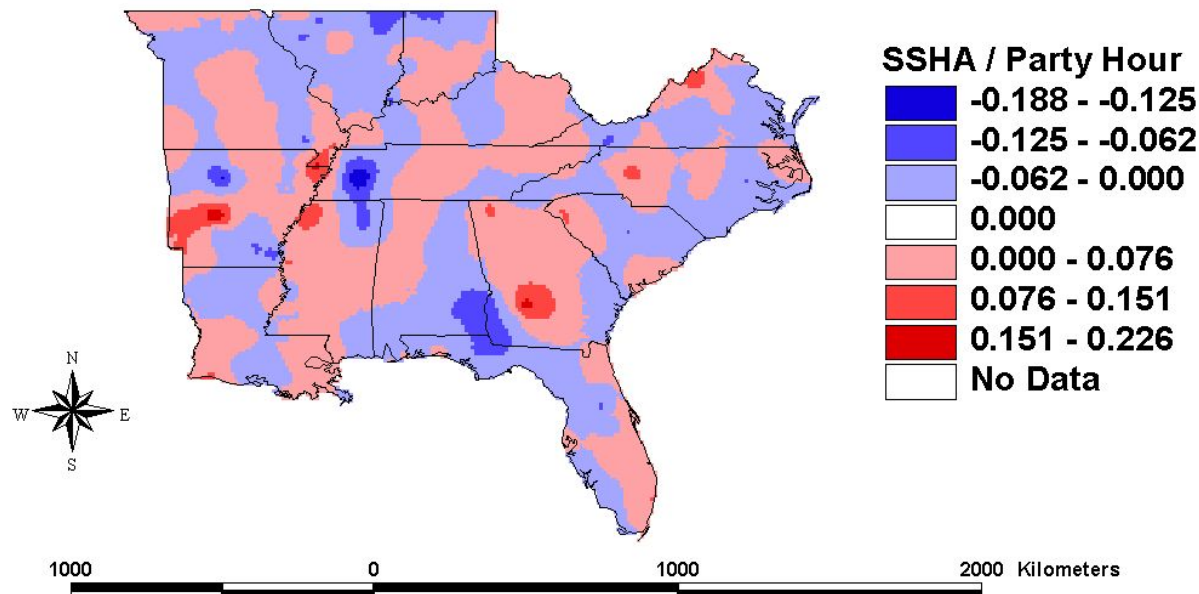 SSHA / Party Hour
-0.188 - -0.125
-0.125 - -0.062
-0.062 - 0.000
0.000
0.000 - 0.076
0.076 - 0.151
0.151 - 0.226
No Data
N
W E
S
1000 0 1000 2000 Kilometers